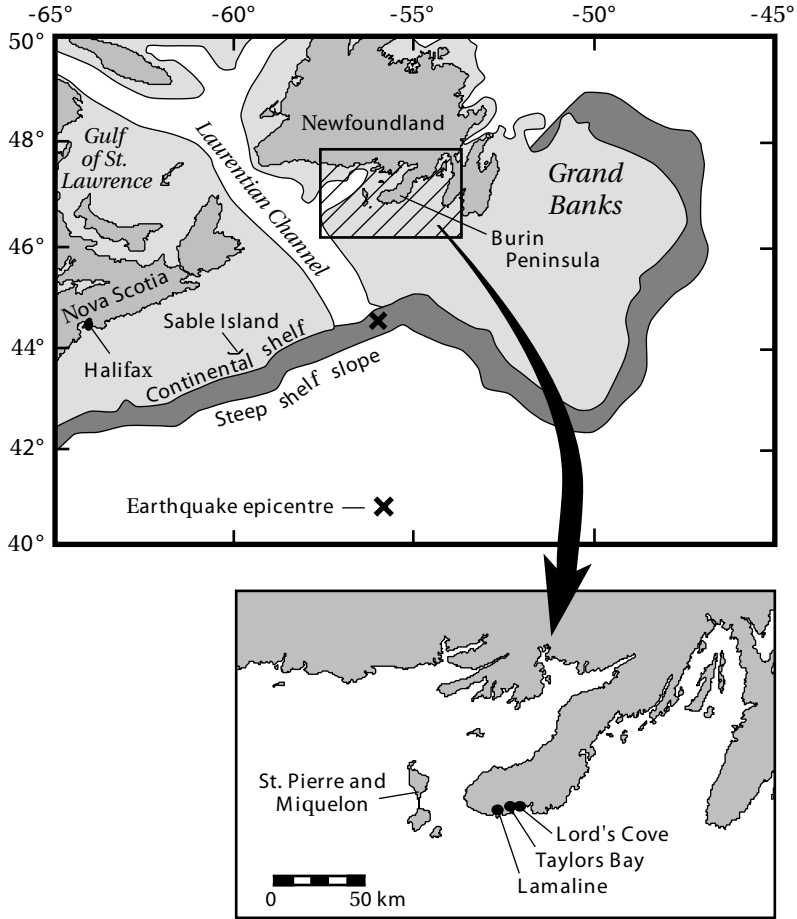 -65° -60° -55° -50° -45°
50°
48°
46°
44°
42°
40°
Gulf
of St.
Lawrence
Newfoundland
Laurentian Channel
Grand
Banks
Burin
Peninsula
Nova Scotia
Halifax
Sable Island
Continental shelf
Steep shelf slope
Earthquake epicentre
St. Pierre and
Miquelon
Lord's Cove
Taylors Bay
Lamaline
0 50 km